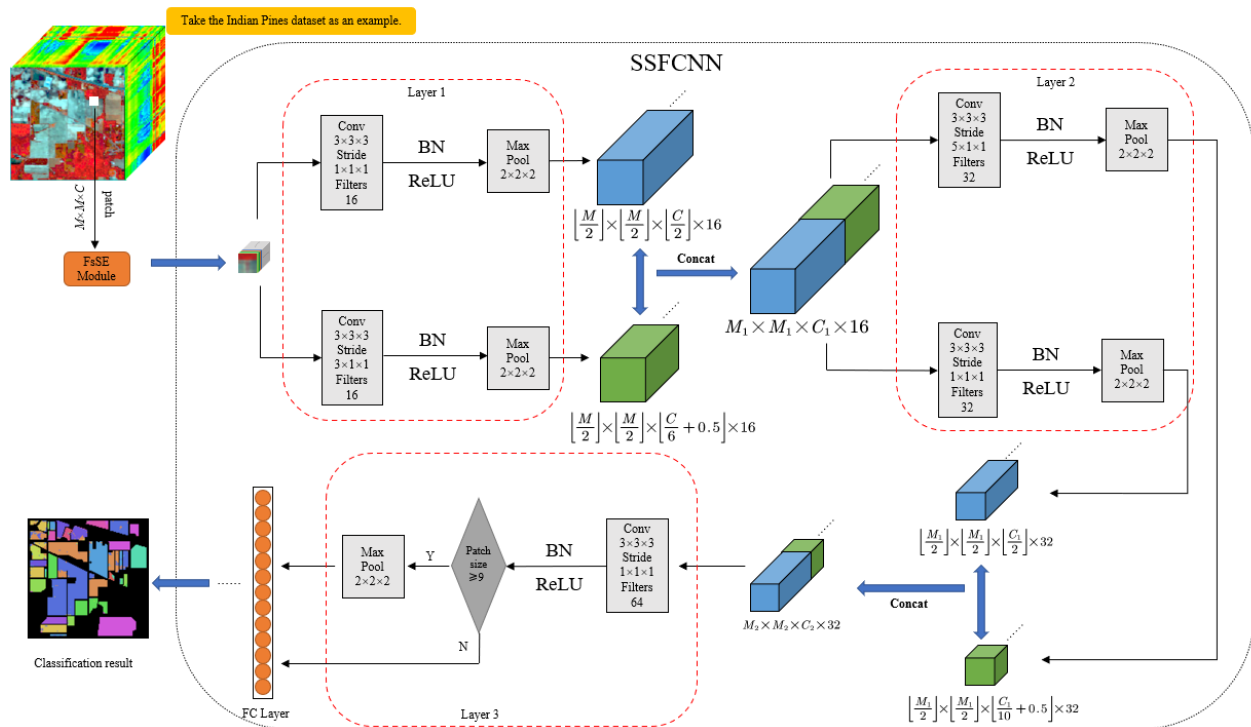 Take the Indian Pines dataset as an example.
SSFCNN
M×M×C
patch
FsSE
Module
Layer 1
Conv
3×3×3
Stride
1×1×1
Filters
16
BN
ReLU
Max
Pool
2×2×2
⌊M/2⌋×⌊M/2⌋×⌊C/2⌋×16
Conv
3×3×3
Stride
3×1×1
Filters
16
BN
ReLU
Max
Pool
2×2×2
⌊M/2⌋×⌊M/2⌋×⌊C/6+0.5⌋×16
Concat
M₁×M₁×C₁×16
Layer 2
Conv
3×3×3
Stride
5×1×1
Filters
32
BN
ReLU
Max
Pool
2×2×2
Conv
3×3×3
Stride
1×1×1
Filters
32
BN
ReLU
Max
Pool
2×2×2
⌊M₁/2⌋×⌊M₁/2⌋×⌊C₁/2⌋×32
⌊M₁/2⌋×⌊M₁/2⌋×⌊C₁/10+0.5⌋×32
Concat
M₂×M₂×C₂×32
Conv
3×3×3
Stride
1×1×1
Filters
64
BN
ReLU
Patch
size
≥9
Y
N
Max
Pool
2×2×2
Layer 3
FC Layer
Classification result